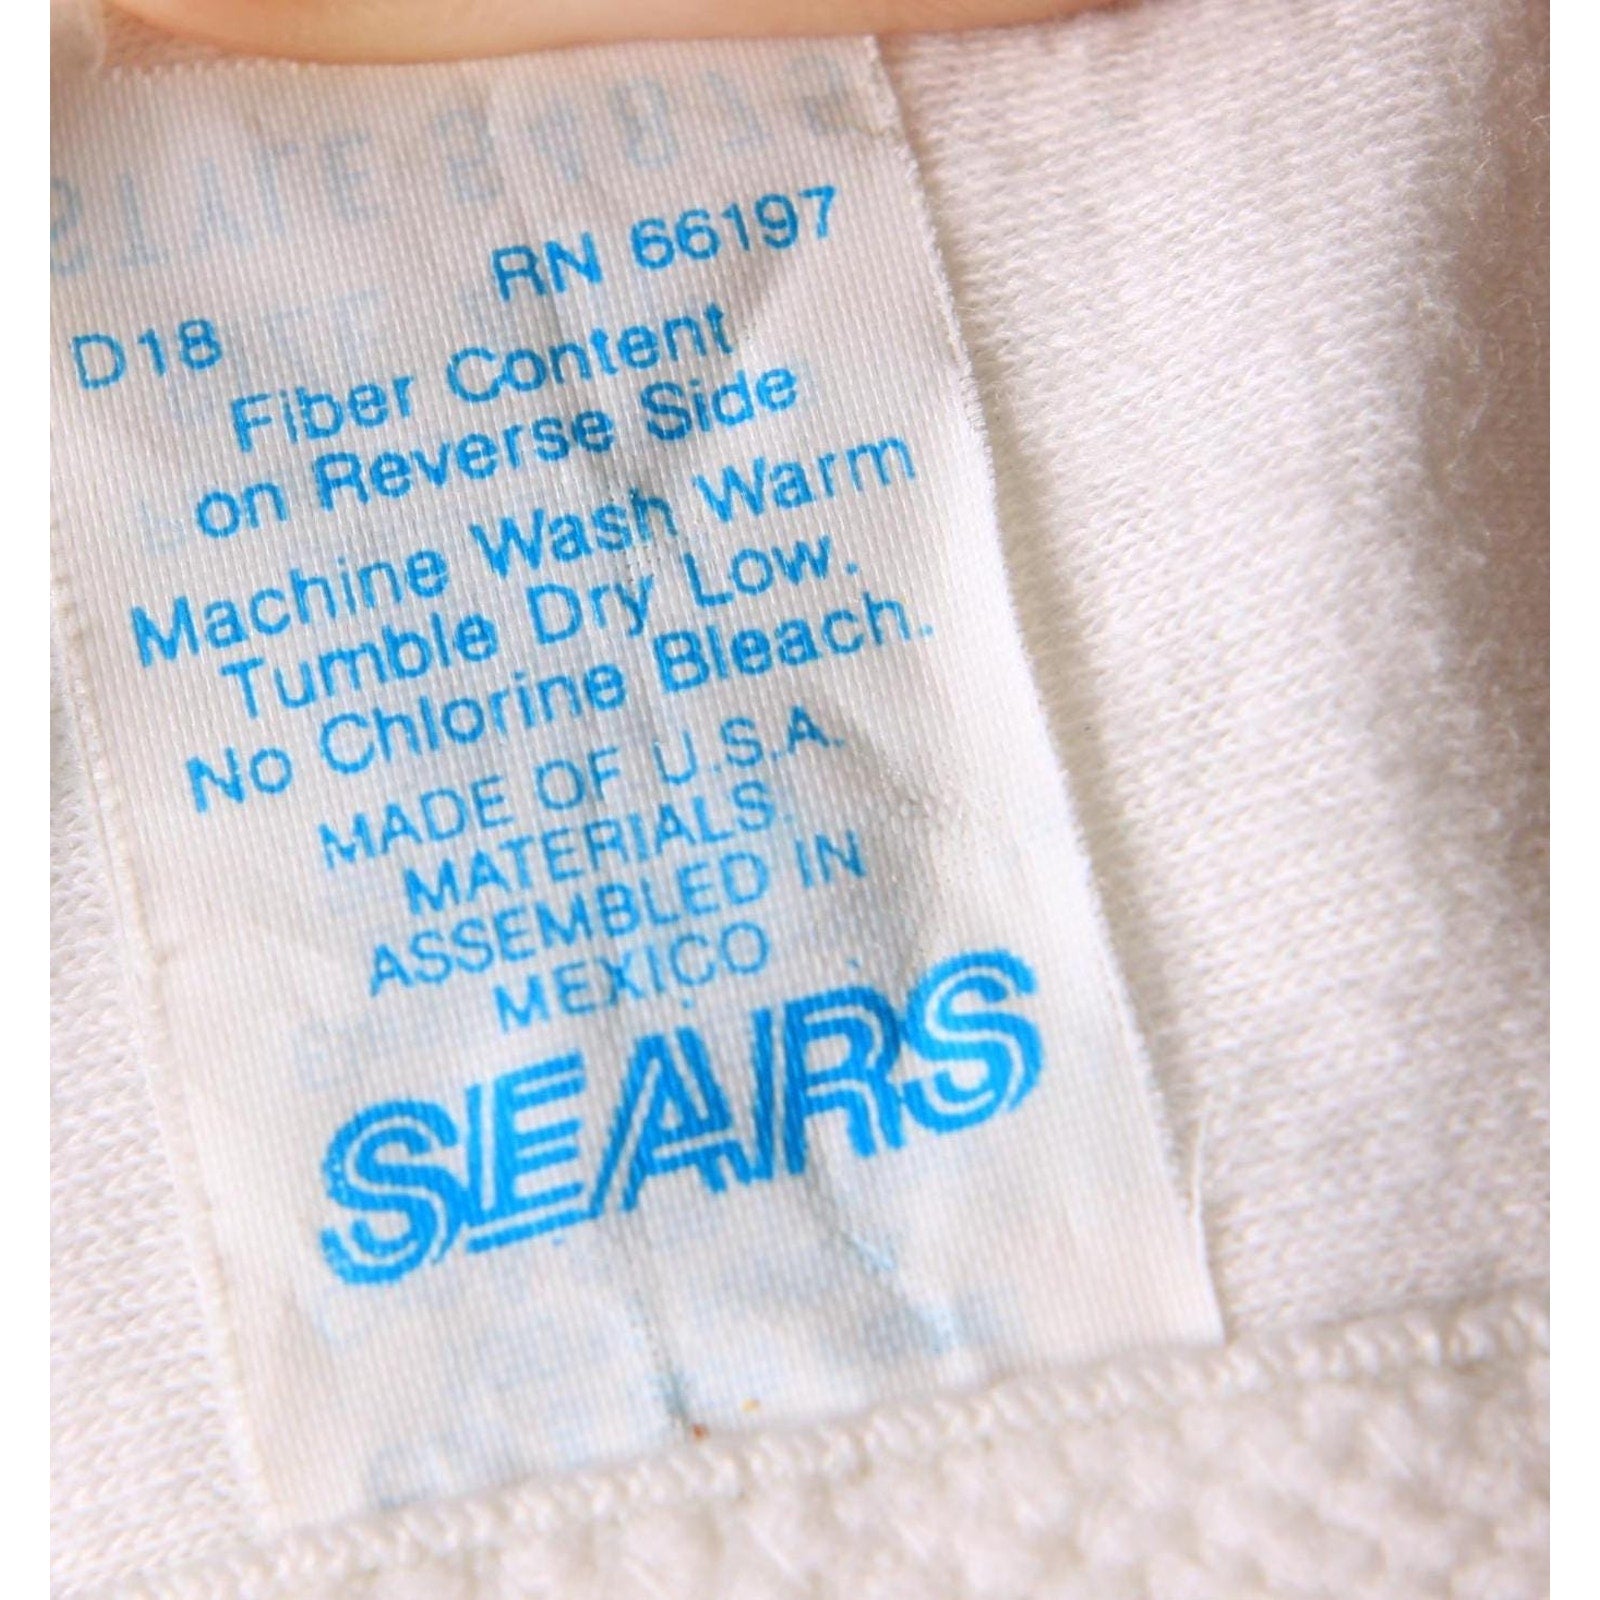 RN 66197
D18
Fiber Content
on Reverse Side
Machine Wash Warm
Tumble Dry Low.
No Chlorine Bleach.
MADE OF U.S.A.
MATERIALS.
ASSEMBLED IN
MEXICO
SEARS